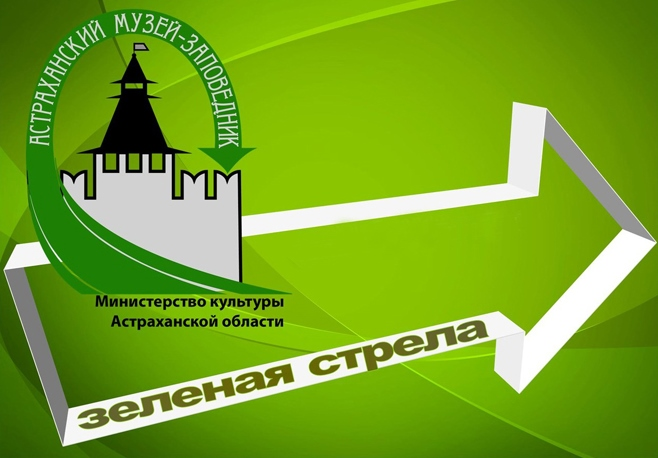 АСТРАХАНСКИЙ МУЗЕЙ-ЗАПОВЕДНИК
Министерство культуры
Астраханской области
зеленая стрела